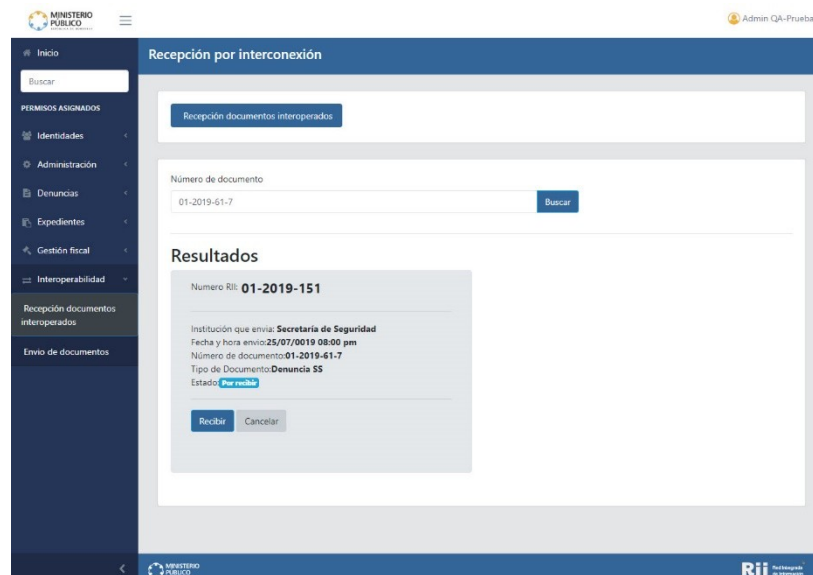 MINISTERIO
PÚBLICO
Admin QA-Prueba
Inicio
Recepción por interconexión
Buscar
PERMISOS ASIGNADOS
Identidades
Administración
Denuncias
Expedientes
Gestión fiscal
Interoperabilidad
Recepción documentos
interoperados
Envio de documentos
Recepción documentos interoperados
Número de documento
01-2019-61-7
Buscar
Resultados
Numero RII: 01-2019-151
Institución que envia: Secretaría de Seguridad
Fecha y hora envio:25/07/0019 08:00 pm
Número de documento:01-2019-61-7
Tipo de Documento:Denuncia SS
Estado:Por recibir
Recibir
Cancelar
MINISTERIO
PÚBLICO
Rii
Red Integrada
de Información